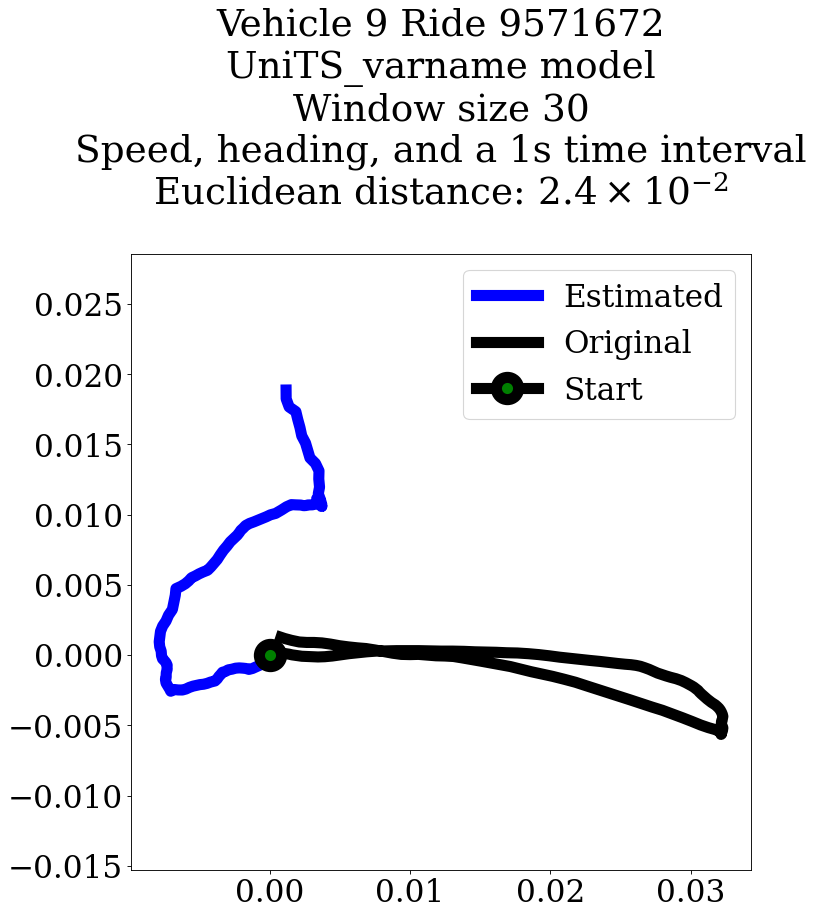 Vehicle 9 Ride 9571672
UniTS_varname model
Window size 30
Speed, heading, and a 1s time interval
Euclidean distance: 2.4 × 10⁻²
Estimated
Original
Start
0.025
0.020
0.015
0.010
0.005
0.000
−0.005
−0.010
−0.015
0.00 0.01 0.02 0.03